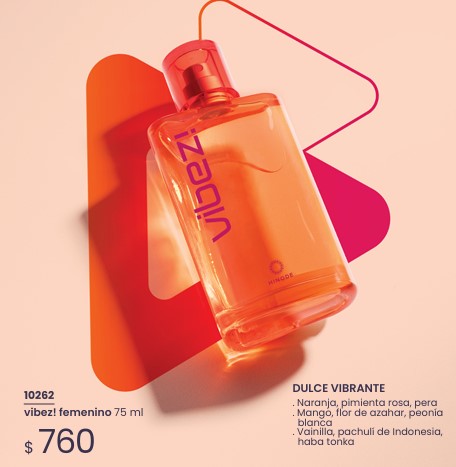 vibez!
HINODE
10262
vibez! femenino 75 ml
$ 760
DULCE VIBRANTE
. Naranja, pimienta rosa, pera
. Mango, flor de azahar, peonía
blanca
. Vainilla, pachulí de Indonesia,
haba tonka